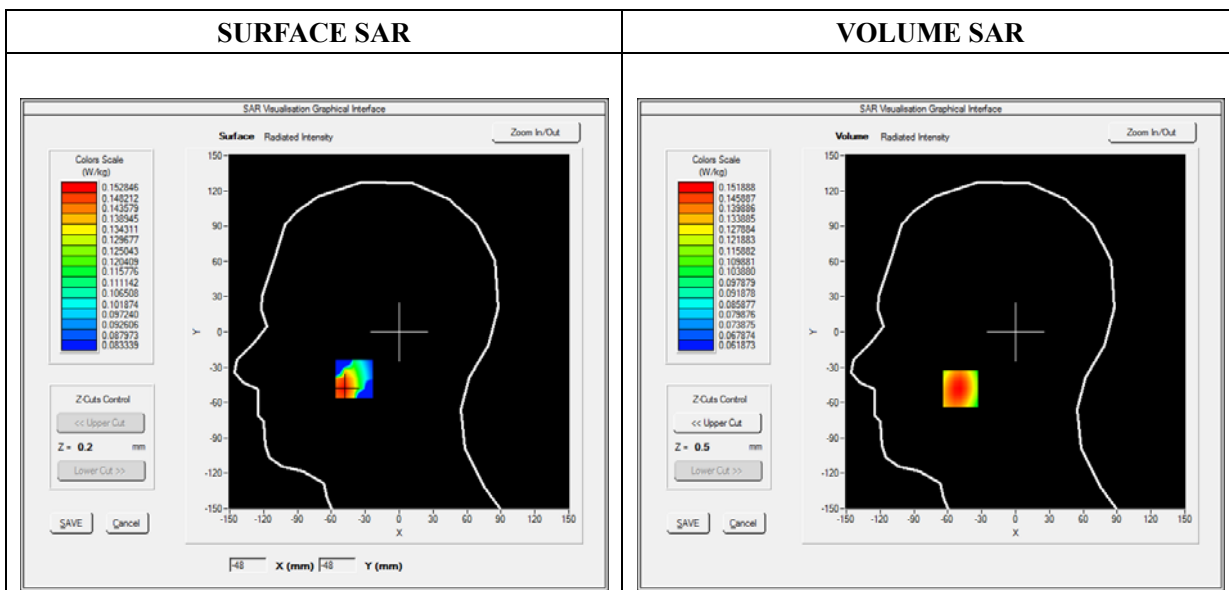 SURFACE SAR
VOLUME SAR
SAR Visualisation Graphical Interface
Surface Radiated Intensity
Zoom In/Out
Colors Scale
(W/kg)
0.152846
0.148212
0.143579
0.138945
0.134311
0.129677
0.125043
0.120409
0.115776
0.111142
0.106508
0.101874
0.097240
0.092606
0.087973
0.083339
Z-Cuts Control
<< Upper Cut
Z = 0.2 mm
Lower Cut >>
SAVE Cancel
150
120
90
60
30
0
-30
-60
-90
-120
-150
Y
-150 -120 -90 -60 -30 0 30 60 90 120 150
X
-48 X (mm) -48 Y (mm)
SAR Visualisation Graphical Interface
Volume Radiated Intensity
Zoom In/Out
Colors Scale
(W/kg)
0.151888
0.145887
0.139886
0.133885
0.127884
0.121883
0.115882
0.109881
0.103880
0.097879
0.091878
0.085877
0.079876
0.073875
0.067874
0.061873
Z-Cuts Control
<< Upper Cut
Z = 0.5 mm
Lower Cut >>
SAVE Cancel
150
120
90
60
30
0
-30
-60
-90
-120
-150
Y
-150 -120 -90 -60 -30 0 30 60 90 120 150
X